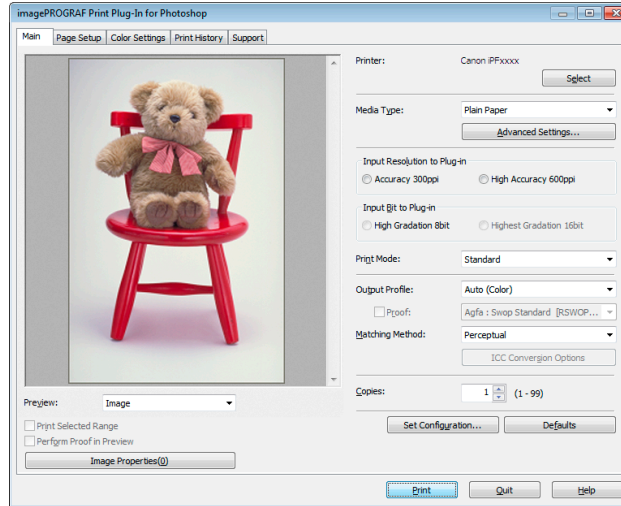 imagePROGRAF Print Plug-In for Photoshop
Main Page Setup Color Settings Print History Support
Printer: Canon iPFxxxx
Select
Media Type: Plain Paper
Advanced Settings...
Input Resolution to Plug-in
Accuracy 300ppi High Accuracy 600ppi
Input Bit to Plug-in
High Gradation 8bit Highest Gradation 16bit
Print Mode: Standard
Output Profile: Auto (Color)
Proof: Agfa : Swop Standard [RSWOP...
Matching Method: Perceptual
ICC Conversion Options
Copies: 1 (1 - 99)
Preview: Image
Print Selected Range
Set Configuration... Defaults
Perform Proof in Preview
Image Properties(0)
Print Quit Help